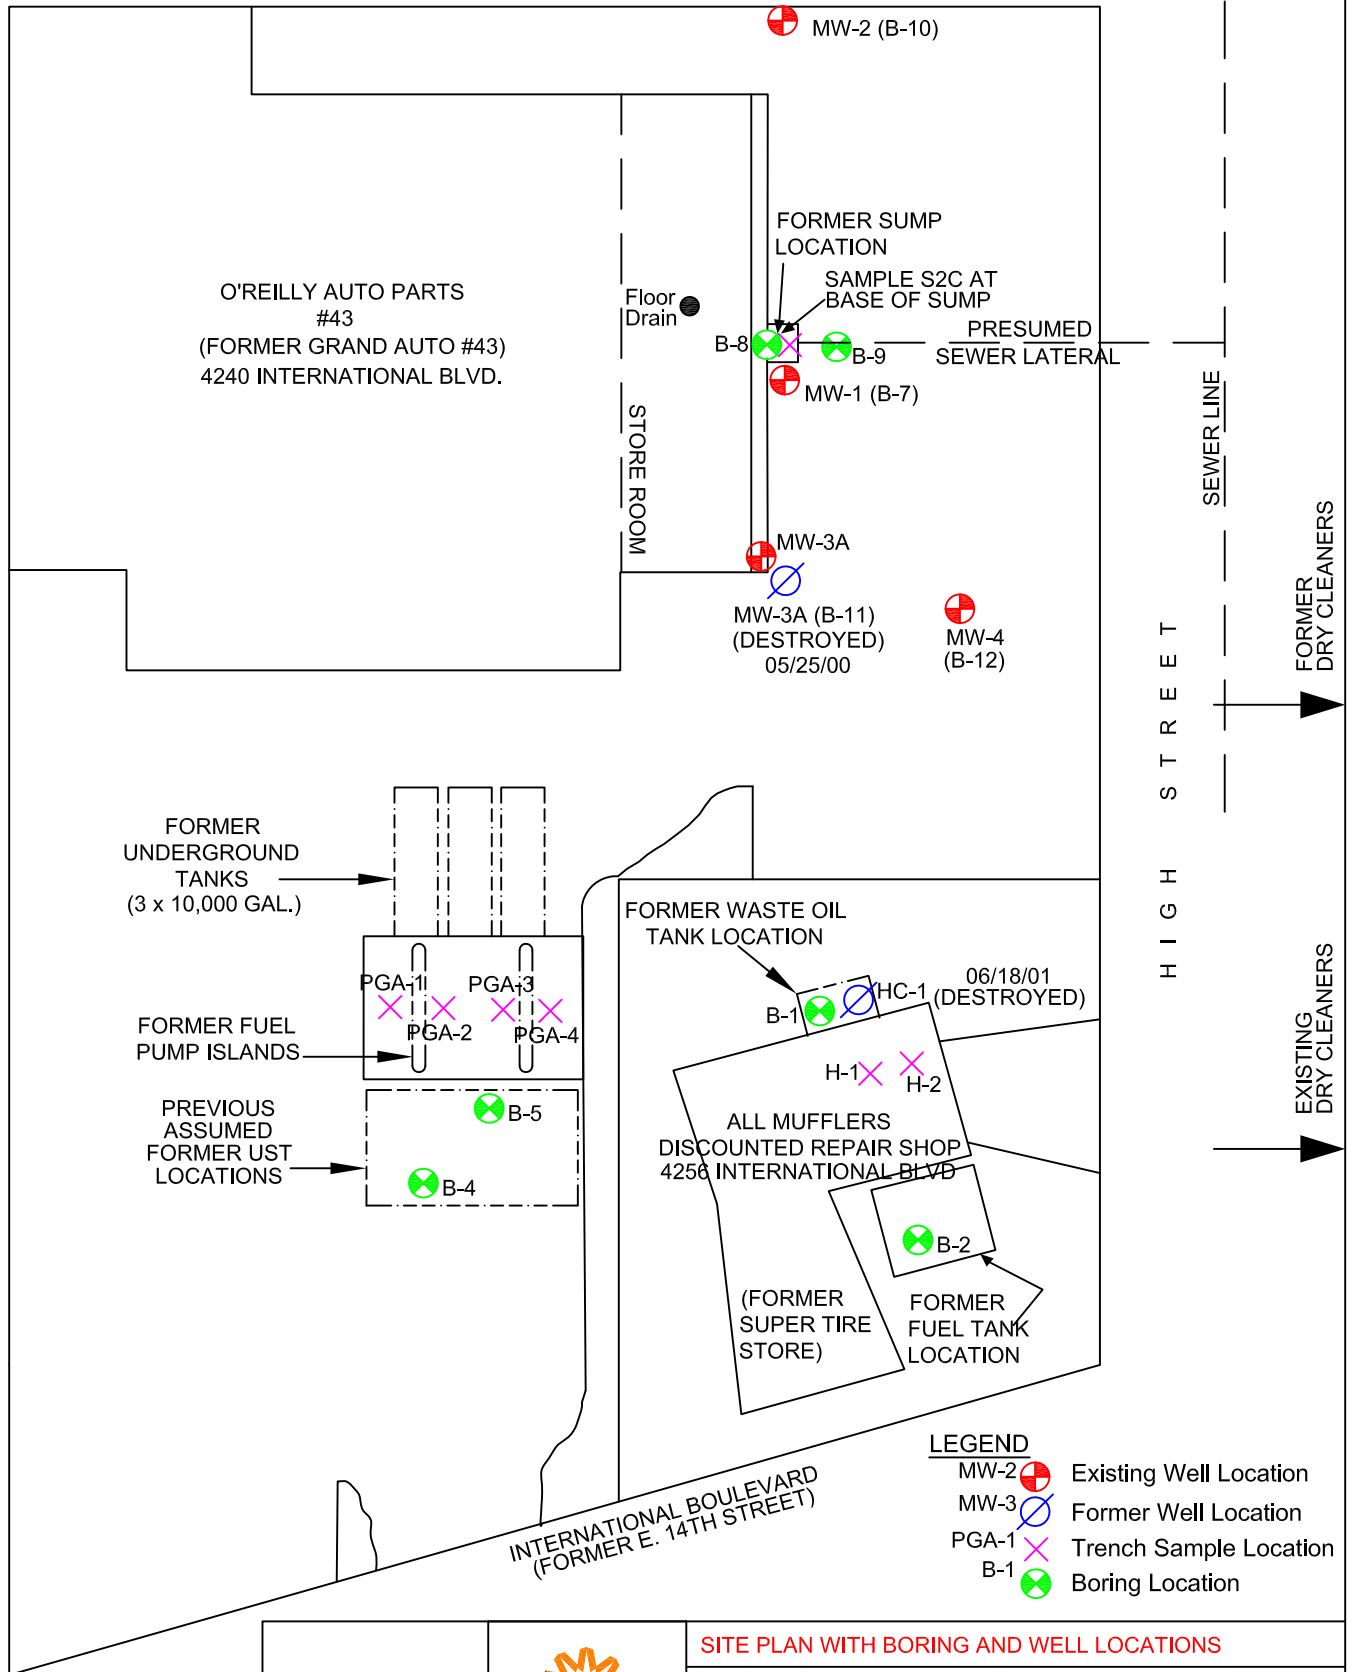 MW-2 (B-10)
FORMER SUMP
LOCATION
SAMPLE S2C AT
BASE OF SUMP
O'REILLY AUTO PARTS
#43
(FORMER GRAND AUTO #43)
4240 INTERNATIONAL BLVD.
Floor
Drain
B-8
B-9
PRESUMED
SEWER LATERAL
MW-1 (B-7)
STORE ROOM
SEWER LINE
MW-3A
MW-3A (B-11)
(DESTROYED)
05/25/00
MW-4
(B-12)
FORMER
DRY CLEANERS
HIGH STREET
FORMER
UNDERGROUND
TANKS
(3 x 10,000 GAL.)
FORMER WASTE OIL
TANK LOCATION
PGA-1
PGA-2
PGA-3
PGA-4
FORMER FUEL
PUMP ISLANDS
B-1
HC-1
06/18/01
(DESTROYED)
EXISTING
DRY CLEANERS
H-1
H-2
PREVIOUS
ASSUMED
FORMER UST
LOCATIONS
B-5
B-4
ALL MUFFLERS
DISCOUNTED REPAIR SHOP
4256 INTERNATIONAL BLVD
B-2
(FORMER
SUPER TIRE
STORE)
FORMER
FUEL TANK
LOCATION
INTERNATIONAL BOULEVARD
(FORMER E. 14TH STREET)
LEGEND
MW-2 Existing Well Location
MW-3 Former Well Location
PGA-1 Trench Sample Location
B-1 Boring Location
SITE PLAN WITH BORING AND WELL LOCATIONS